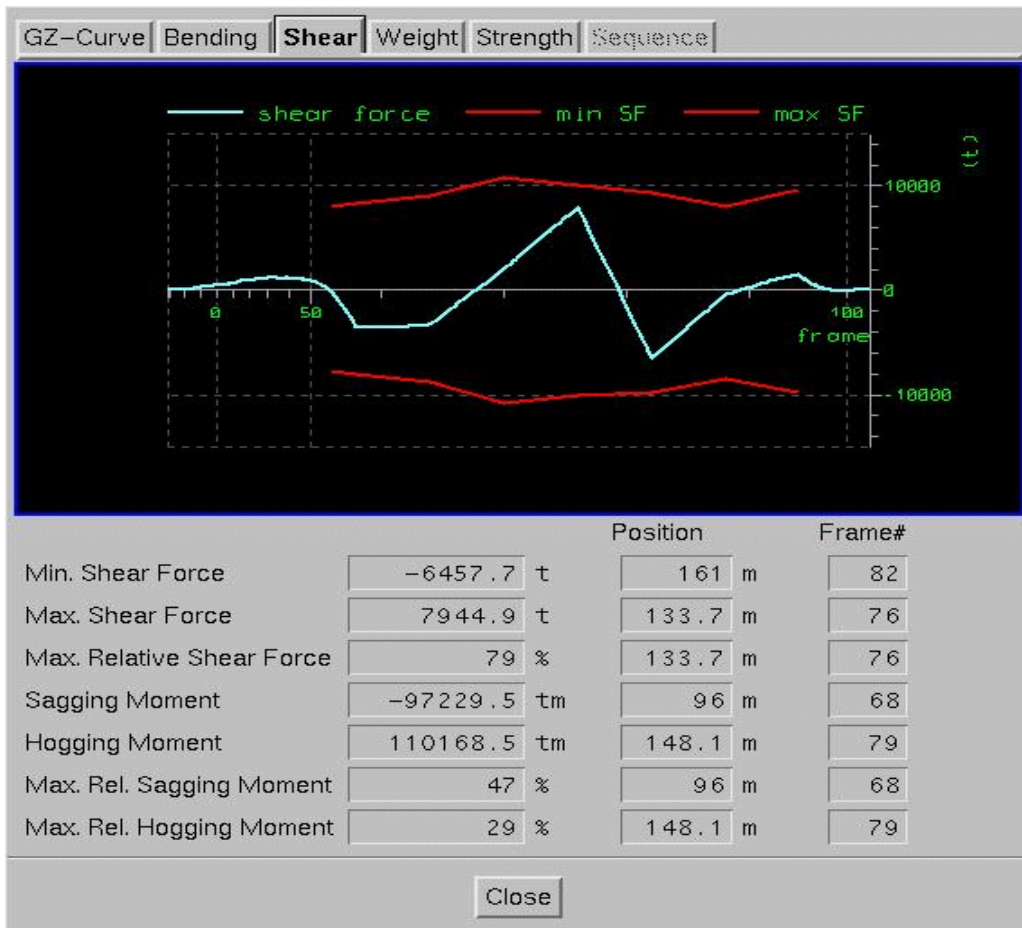 GZ-Curve Bending Shear Weight Strength Sequence
shear force min SF max SF
(t)
10000
0
0 50 100
frame
-10000
Position Frame#
Min. Shear Force -6457.7 t 161 m 82
Max. Shear Force 7944.9 t 133.7 m 76
Max. Relative Shear Force 79 % 133.7 m 76
Sagging Moment -97229.5 tm 96 m 68
Hogging Moment 110168.5 tm 148.1 m 79
Max. Rel. Sagging Moment 47 % 96 m 68
Max. Rel. Hogging Moment 29 % 148.1 m 79
Close